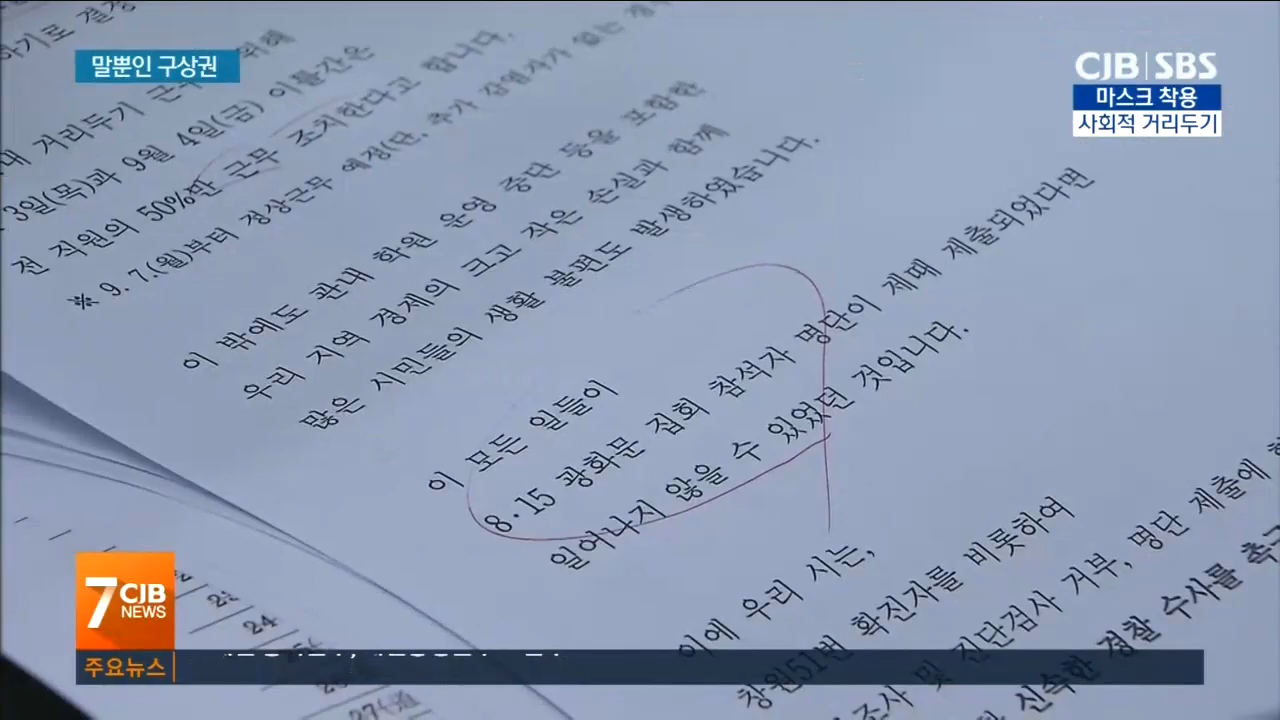 말뿐인 구상권
CJB SBS
마스크 착용
사회적 거리두기
하기로 결정
위해
거리두기
3일(목)과 9월 4일(금) 이틀간은
전 직원의 50%만 근무 조치한다고 합니다.
※ 9. 7.(월)부터 정상근무 예정(단, 추가
이 밖에도 관내 학원 운영 중단 등을 포함한
우리 지역 경제의 크고 작은 손실과 함께
많은 시민들의 생활 불편도 발생하였습니다.
이 모든 일들이
8·15 광화문 집회 참석자 명단이 제때 제출되었다면
일어나지 않을 수 있었던 것입니다.
이에 우리 시는,
창원51번 확진자를 비롯하여
조사 및 진단검사 거부, 명단 제출에
신속한 경찰 수사를 촉구
24
7 CJB
NEWS
주요뉴스